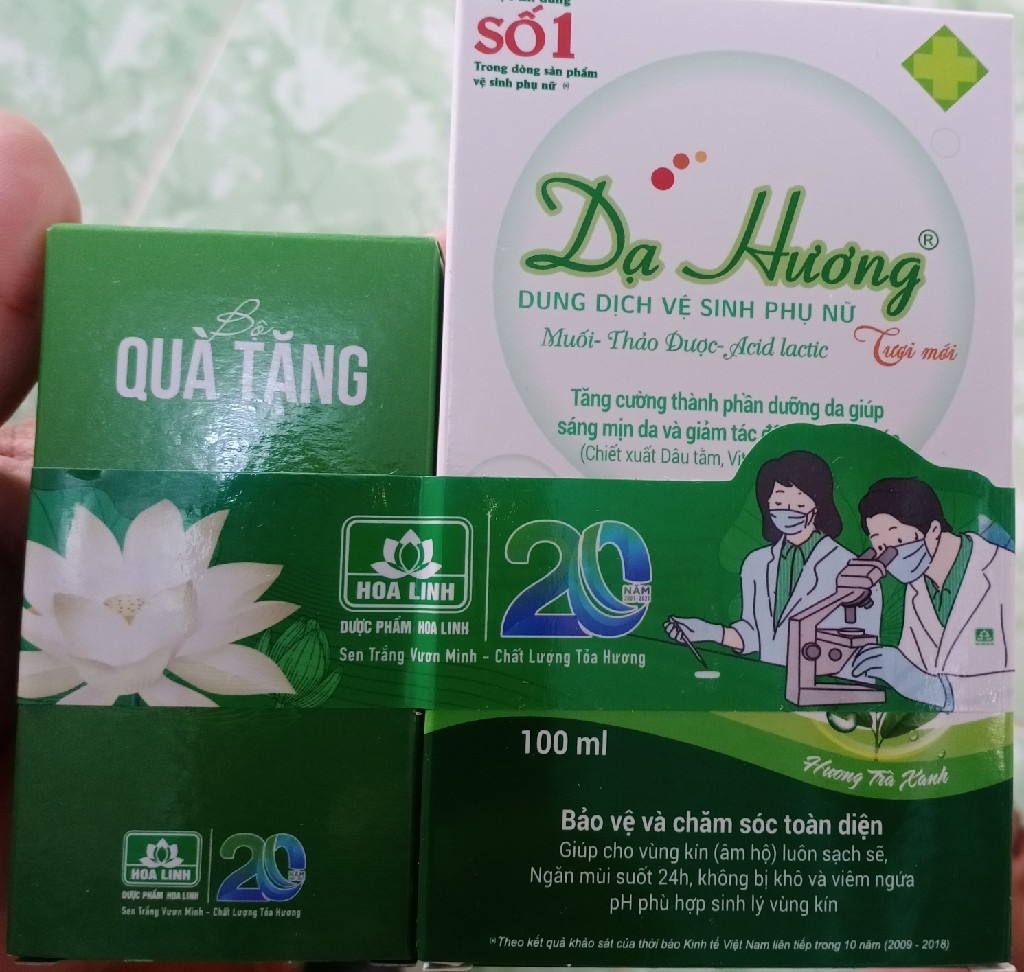 SỐ 1
Trong dòng sản phẩm
vệ sinh phụ nữ (*)
Dạ Hương ®
DUNG DỊCH VỆ SINH PHỤ NỮ
Muối- Thảo Dược- Acid lactic
Tươi mới
Tăng cường thành phần dưỡng da giúp
sáng mịn da và giảm tác
(Chiết xuất Dâu tằm,
Bộ
QUÀ TẶNG
HOA LINH
DƯỢC PHẨM HOA LINH
20
NĂM
2001-2021
Sen Trắng Vươn Mình - Chất Lượng Tỏa Hương
100 ml
Hương Trà Xanh
Bảo vệ và chăm sóc toàn diện
Giúp cho vùng kín (âm hộ) luôn sạch sẽ,
Ngăn mùi suốt 24h, không bị khô và viêm ngứa
pH phù hợp sinh lý vùng kín
(*) Theo kết quả khảo sát của thời báo Kinh tế Việt Nam liên tiếp trong 10 năm (2009 - 2018)
HOA LINH
DƯỢC PHẨM HOA LINH
20
NĂM
Sen Trắng Vươn Mình - Chất Lượng Tỏa Hương